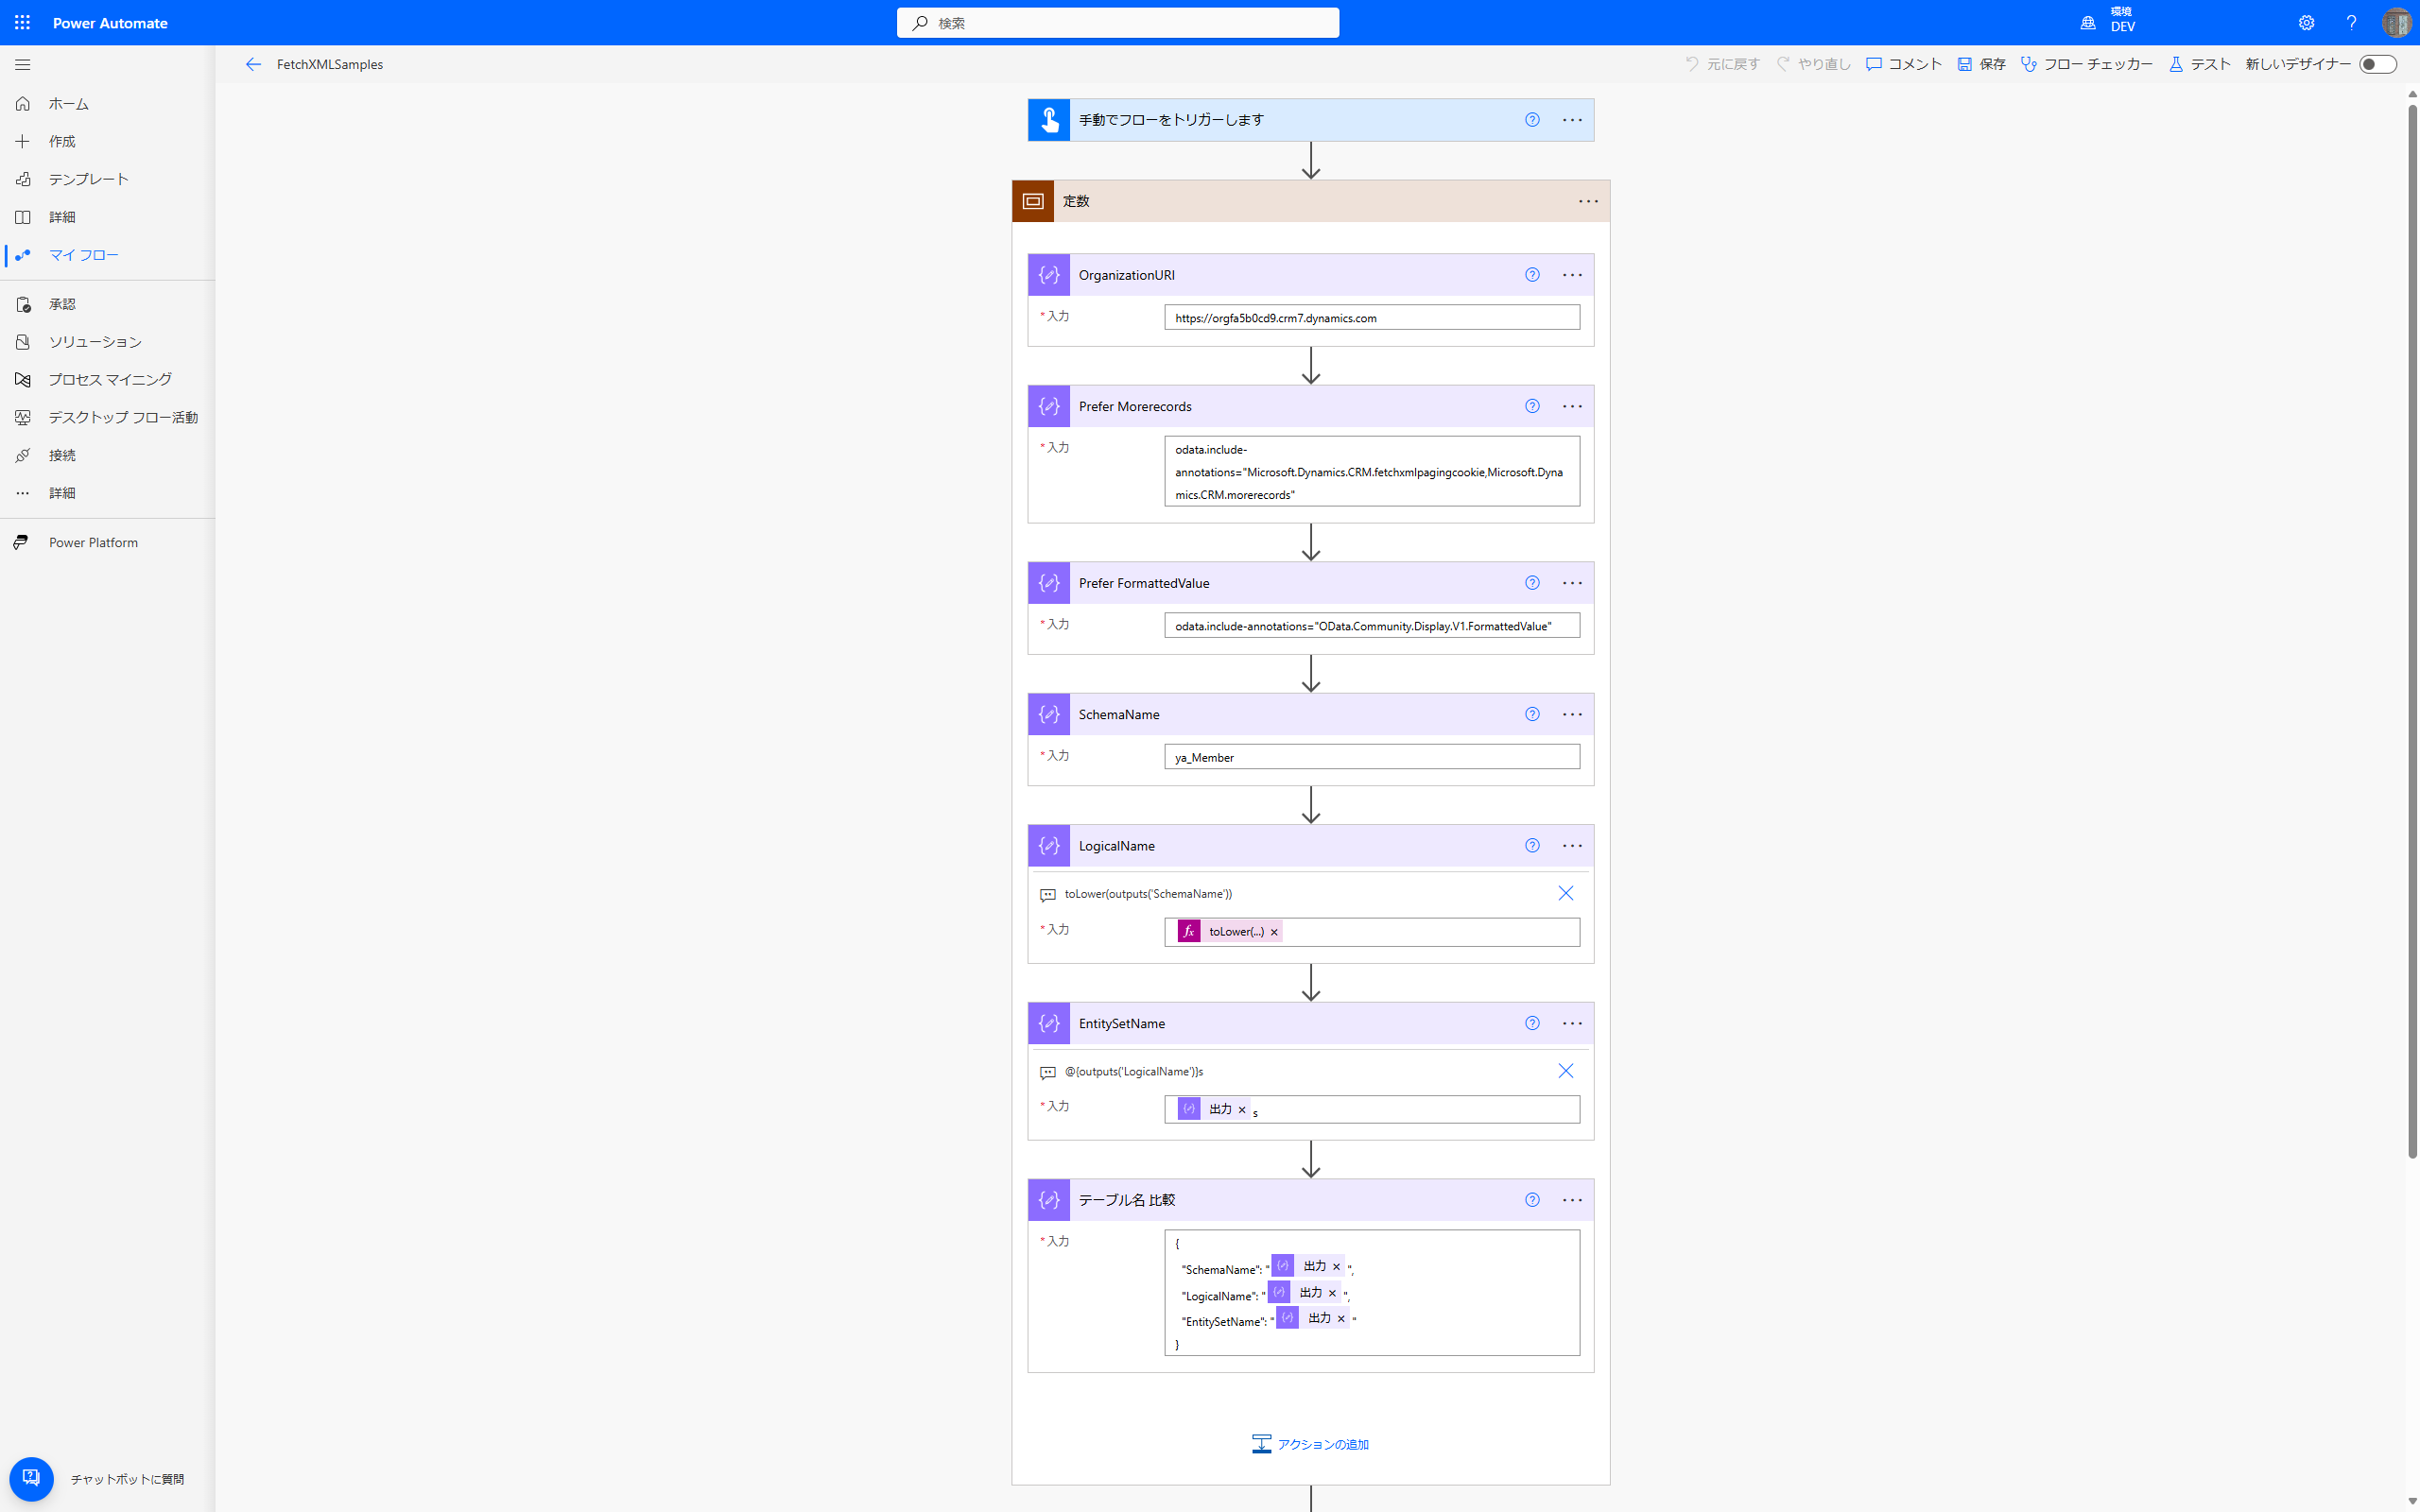 Power Automate
検索
環境
DEV
FetchXMLSamples
元に戻す
やり直し
コメント
保存
フロー チェッカー
テスト
新しいデザイナー
ホーム
作成
テンプレート
詳細
マイ フロー
承認
ソリューション
プロセス マイニング
デスクトップ フロー活動
接続
詳細
Power Platform
チャットボットに質問
手動でフローをトリガーします
定数
OrganizationURI
*入力
https://orgfa5b0cd9.crm7.dynamics.com
Prefer Morerecords
*入力
odata.include-
annotations="Microsoft.Dynamics.CRM.fetchxmlpagingcookie,Microsoft.Dyna
mics.CRM.morerecords"
Prefer FormattedValue
*入力
odata.include-annotations="OData.Community.Display.V1.FormattedValue"
SchemaName
*入力
ya_Member
LogicalName
toLower(outputs('SchemaName'))
*入力
fx toLower(...) ×
EntitySetName
@{outputs('LogicalName')}s
*入力
出力 × s
テーブル名 比較
*入力
{
"SchemaName": " 出力 × ",
"LogicalName": " 出力 × ",
"EntitySetName": " 出力 × "
}
アクションの追加